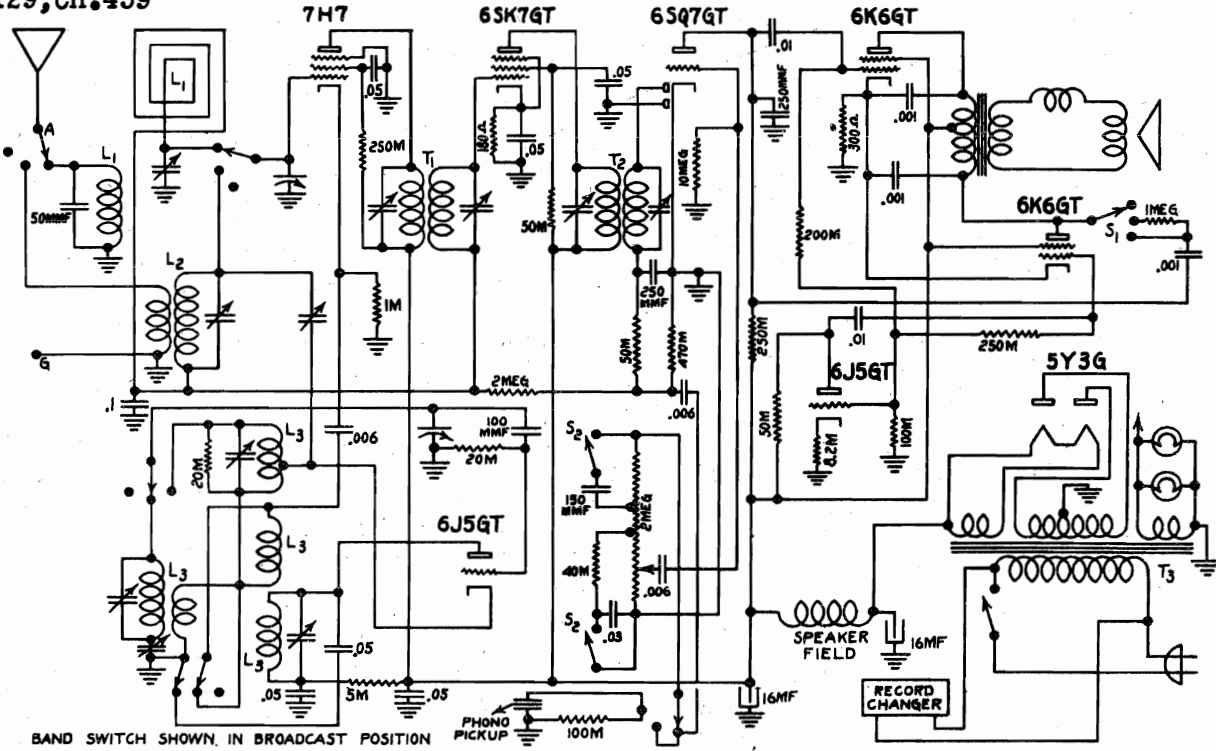 .29,Ch.459
7H7
6SK7GT
6SQ7GT
6K6GT
L1
A
.05
.05
.01
250MMF
.001
300Ω
180Ω
.05
250M
10MEG
L1
T1
T2
50MMF
50M
200M
.001
6K6GT
1MEG
S1
.001
L2
1M
250MMF
G
50M
470M
250M
.01
250M
5Y3G
6J5GT
2MEG
.1
.006
.006
50M
8.2M
100M
100MMF
20M
L3
20M
S2
150MMF
2MEG
6J5GT
L3
40M
.006
L3
T3
S2
.03
.05
L3
SPEAKER FIELD
16MF
.05
5M
.05
16MF
RECORD CHANGER
PHONO PICKUP
100M
BAND SWITCH SHOWN IN BROADCAST POSITION